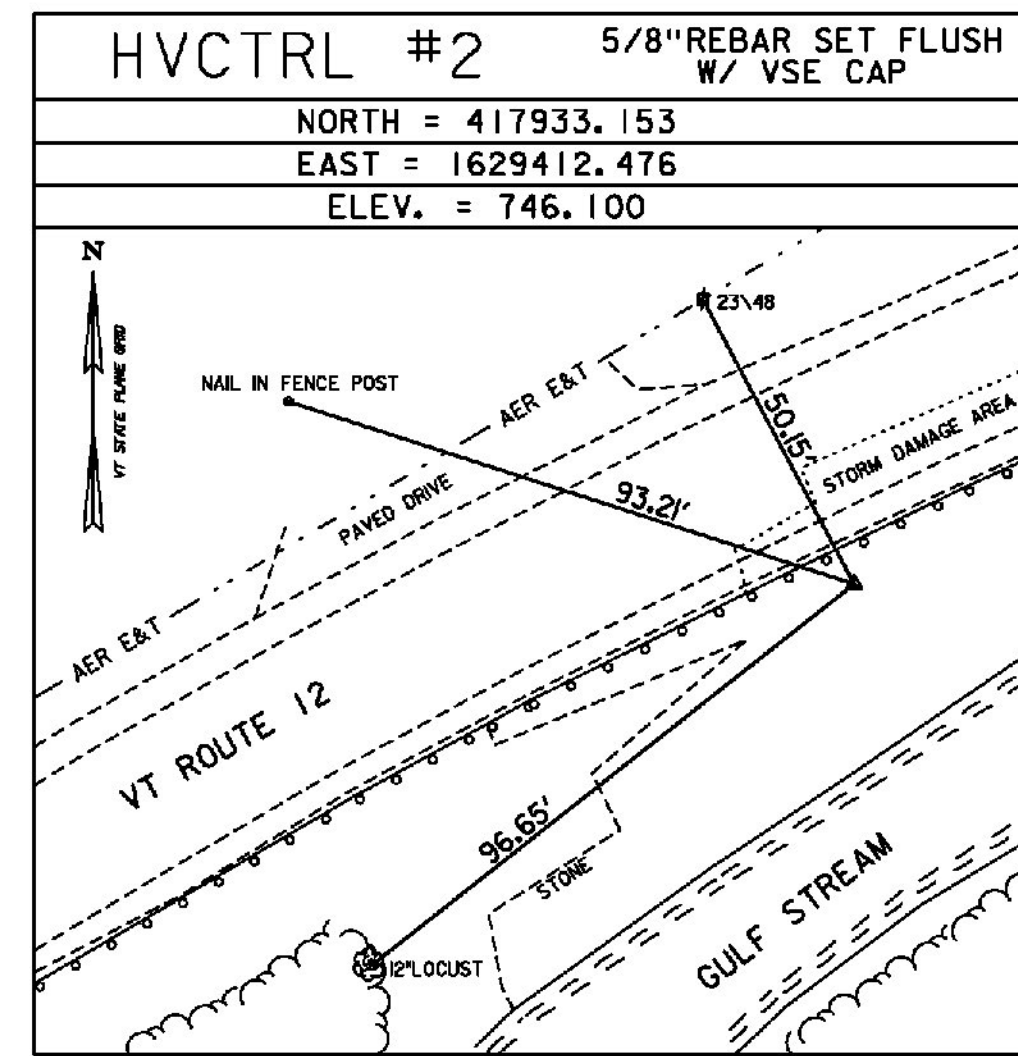 HVCTRL #2
5/8"REBAR SET FLUSH
W/ VSE CAP
NORTH = 417933.153
EAST = 1629412.476
ELEV. = 746.100
N
VT STATE PLANE GRID
23\48
NAIL IN FENCE POST
AER E&T
50.15'
STORM DAMAGE AREA
93.21'
PAVED DRIVE
AER E&T
VT ROUTE 12
96.65'
STONE
GULF STREAM
12"LOCUST